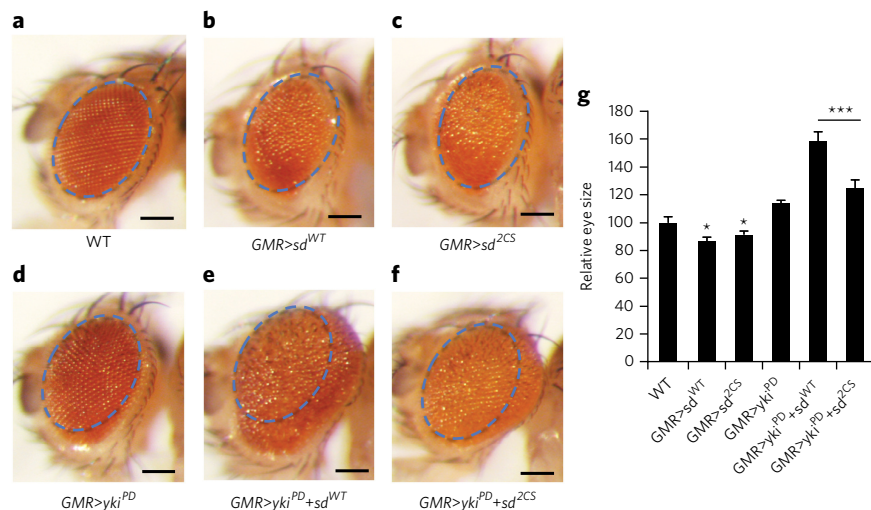 a
b
c
WT
GMR>sd^WT
GMR>sd^2CS
d
e
f
GMR>yki^PD
GMR>yki^PD+sd^WT
GMR>yki^PD+sd^2CS
g
Relative eye size
180
160
140
120
100
80
60
40
20
0
*
*
***
WT
GMR>sd^WT
GMR>sd^2CS
GMR>yki^PD
GMR>yki^PD+sd^WT
GMR>yki^PD+sd^2CS